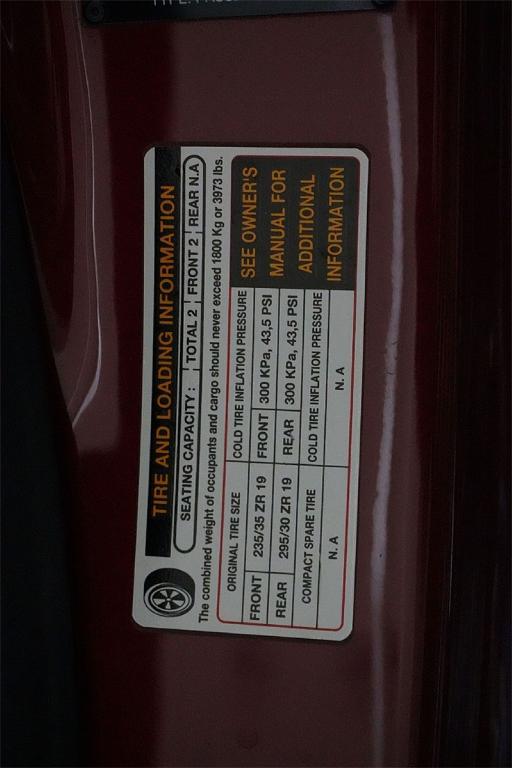 TIRE AND LOADING INFORMATION
SEATING CAPACITY : TOTAL 2 FRONT 2 REAR N.A
The combined weight of occupants and cargo should never exceed 1800 Kg or 3973 lbs.
ORIGINAL TIRE SIZE COLD TIRE INFLATION PRESSURE
FRONT 235/35 ZR 19 FRONT 300 KPa, 43,5 PSI
REAR 295/30 ZR 19 REAR 300 KPa, 43,5 PSI
COMPACT SPARE TIRE COLD TIRE INFLATION PRESSURE
N. A N. A
SEE OWNER'S
MANUAL FOR
ADDITIONAL
INFORMATION